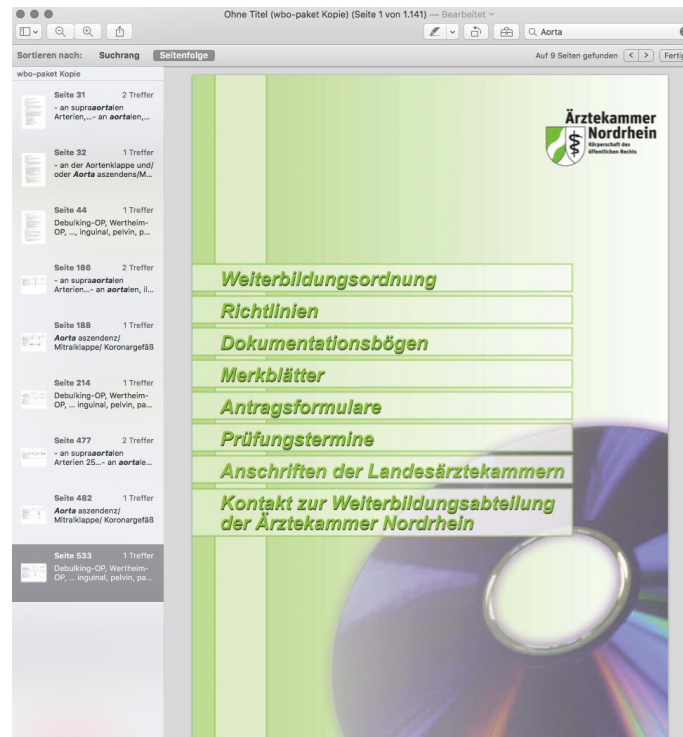 Ohne Titel (wbo-paket Kopie) (Seite 1 von 1.141) — Bearbeitet
Aorta
Sortieren nach: Suchrang Seitenfolge
Auf 9 Seiten gefunden < > Fertig
wbo-paket Kopie
Seite 31 2 Treffer
- an supraaortalen
Arterien,...- an aortalen,...
Seite 32 1 Treffer
- an der Aortenklappe und/
oder Aorta aszendens/M...
Seite 44 1 Treffer
Debulking-OP, Wertheim-
OP, ..., inguinal, pelvin, p...
Seite 186 2 Treffer
- an supraaortalen
Arterien...- an aortalen, il...
Seite 188 1 Treffer
Aorta aszendenz/
Mitralklappe/ Koronargefäß
Seite 214 1 Treffer
Debulking-OP, Wertheim-
OP, ... inguinal, pelvin, pa...
Seite 477 2 Treffer
- an supraaortalen
Arterien 25...- an aortale...
Seite 482 1 Treffer
Aorta aszendenz/
Mitralklappe/ Koronargefäß
Seite 533 1 Treffer
Debulking-OP, Wertheim-
OP, ... inguinal, pelvin, pa...
Ärztekammer
Nordrhein
Körperschaft des
öffentlichen Rechts
Weiterbildungsordnung
Richtlinien
Dokumentationsbögen
Merkblätter
Antragsformulare
Prüfungstermine
Anschriften der Landesärztekammern
Kontakt zur Weiterbildungsabteilung
der Ärztekammer Nordrhein